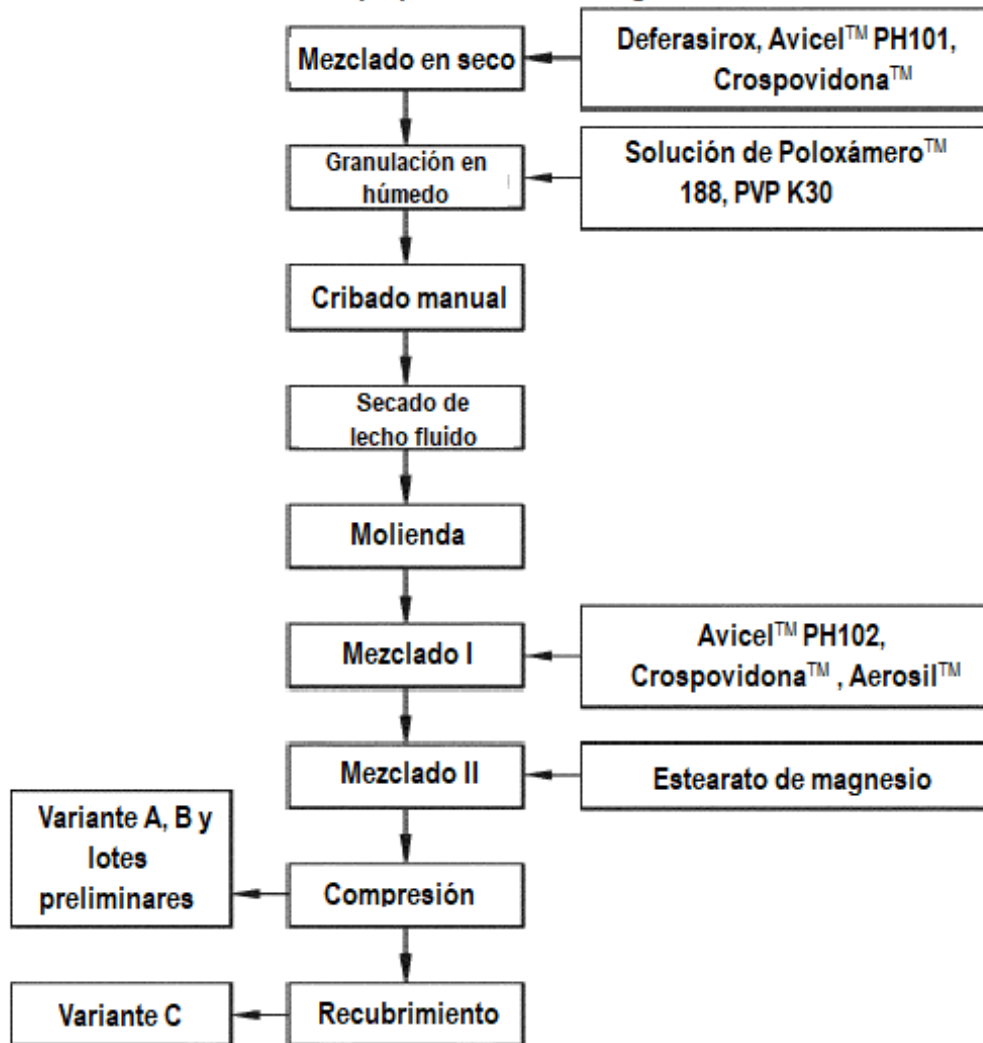 Mezclado en seco
Deferasirox, Avicel™ PH101,
Crospovidona™
Granulación en
húmedo
Solución de Poloxámero™
188, PVP K30
Cribado manual
Secado de
lecho fluido
Molienda
Mezclado I
Avicel™ PH102,
Crospovidona™ , Aerosil™
Mezclado II
Estearato de magnesio
Variante A, B y
lotes
preliminares
Compresión
Variante C
Recubrimiento